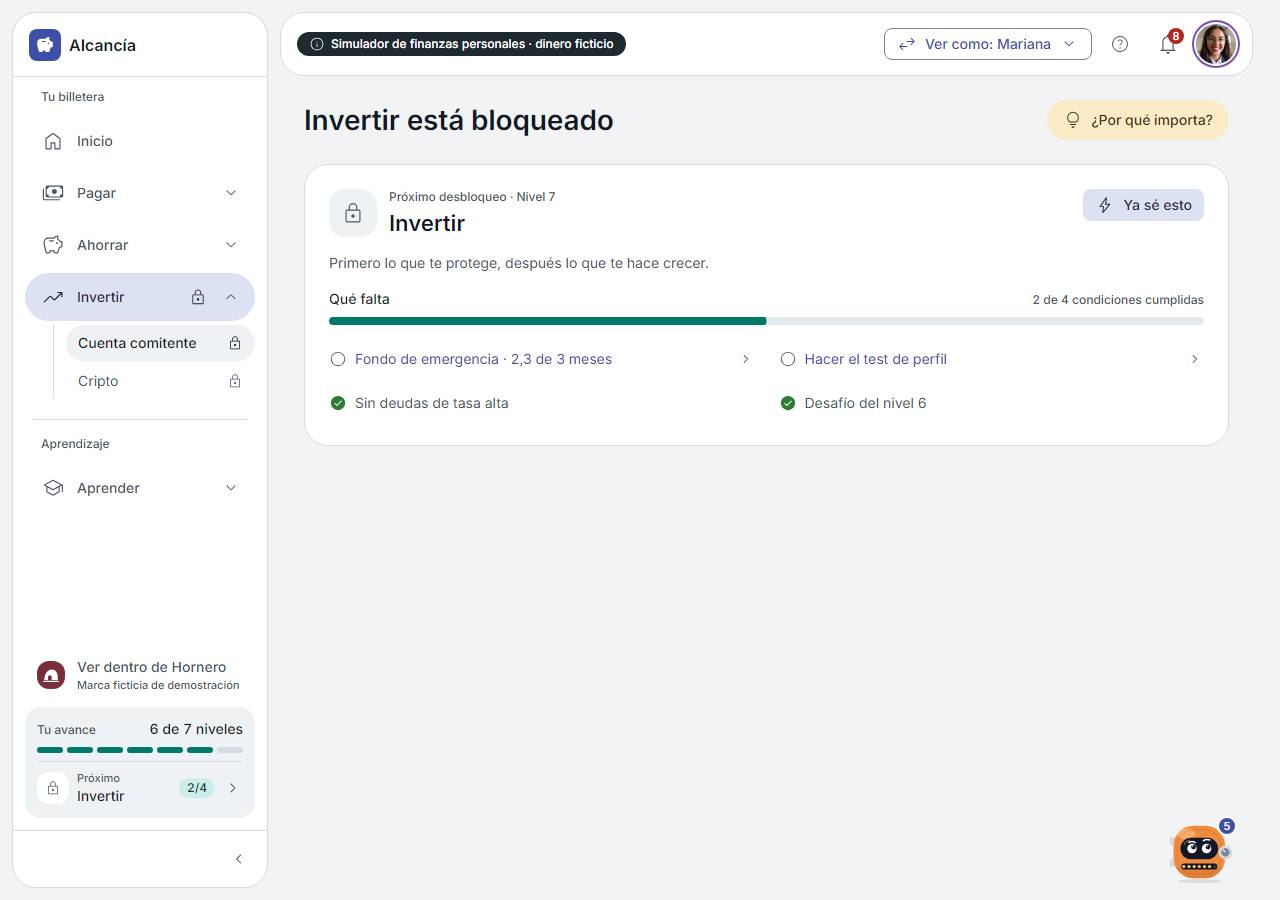 Alcancía
Simulador de finanzas personales · dinero ficticio
Ver como: Mariana
8
Tu billetera
Inicio
Pagar
Ahorrar
Invertir
Cuenta comitente
Cripto
Aprendizaje
Aprender
Ver dentro de Hornero
Marca ficticia de demostración
Tu avance
6 de 7 niveles
Próximo
Invertir
2/4
Invertir está bloqueado
¿Por qué importa?
Próximo desbloqueo · Nivel 7
Invertir
Ya sé esto
Primero lo que te protege, después lo que te hace crecer.
Qué falta
2 de 4 condiciones cumplidas
Fondo de emergencia · 2,3 de 3 meses
Hacer el test de perfil
Sin deudas de tasa alta
Desafío del nivel 6
5